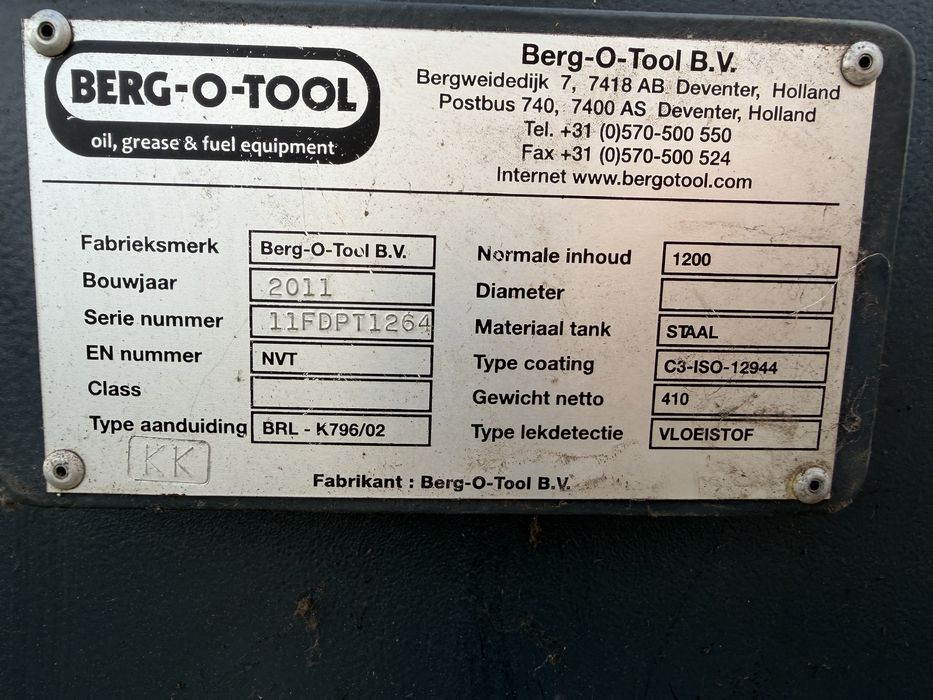 BERG-O-TOOL
oil, grease & fuel equipment
Berg-O-Tool B.V.
Bergweidedijk 7, 7418 AB Deventer, Holland
Postbus 740, 7400 AS Deventer, Holland
Tel. +31 (0)570-500 550
Fax +31 (0)570-500 524
Internet www.bergotool.com
Fabrieksmerk Berg-O-Tool B.V.
Bouwjaar 2011
Serie nummer 11FDPT1264
EN nummer NVT
Class
Type aanduiding BRL - K796/02
KK
Normale inhoud 1200
Diameter
Materiaal tank STAAL
Type coating C3-ISO-12944
Gewicht netto 410
Type lekdetectie VLOEISTOF
Fabrikant : Berg-O-Tool B.V.